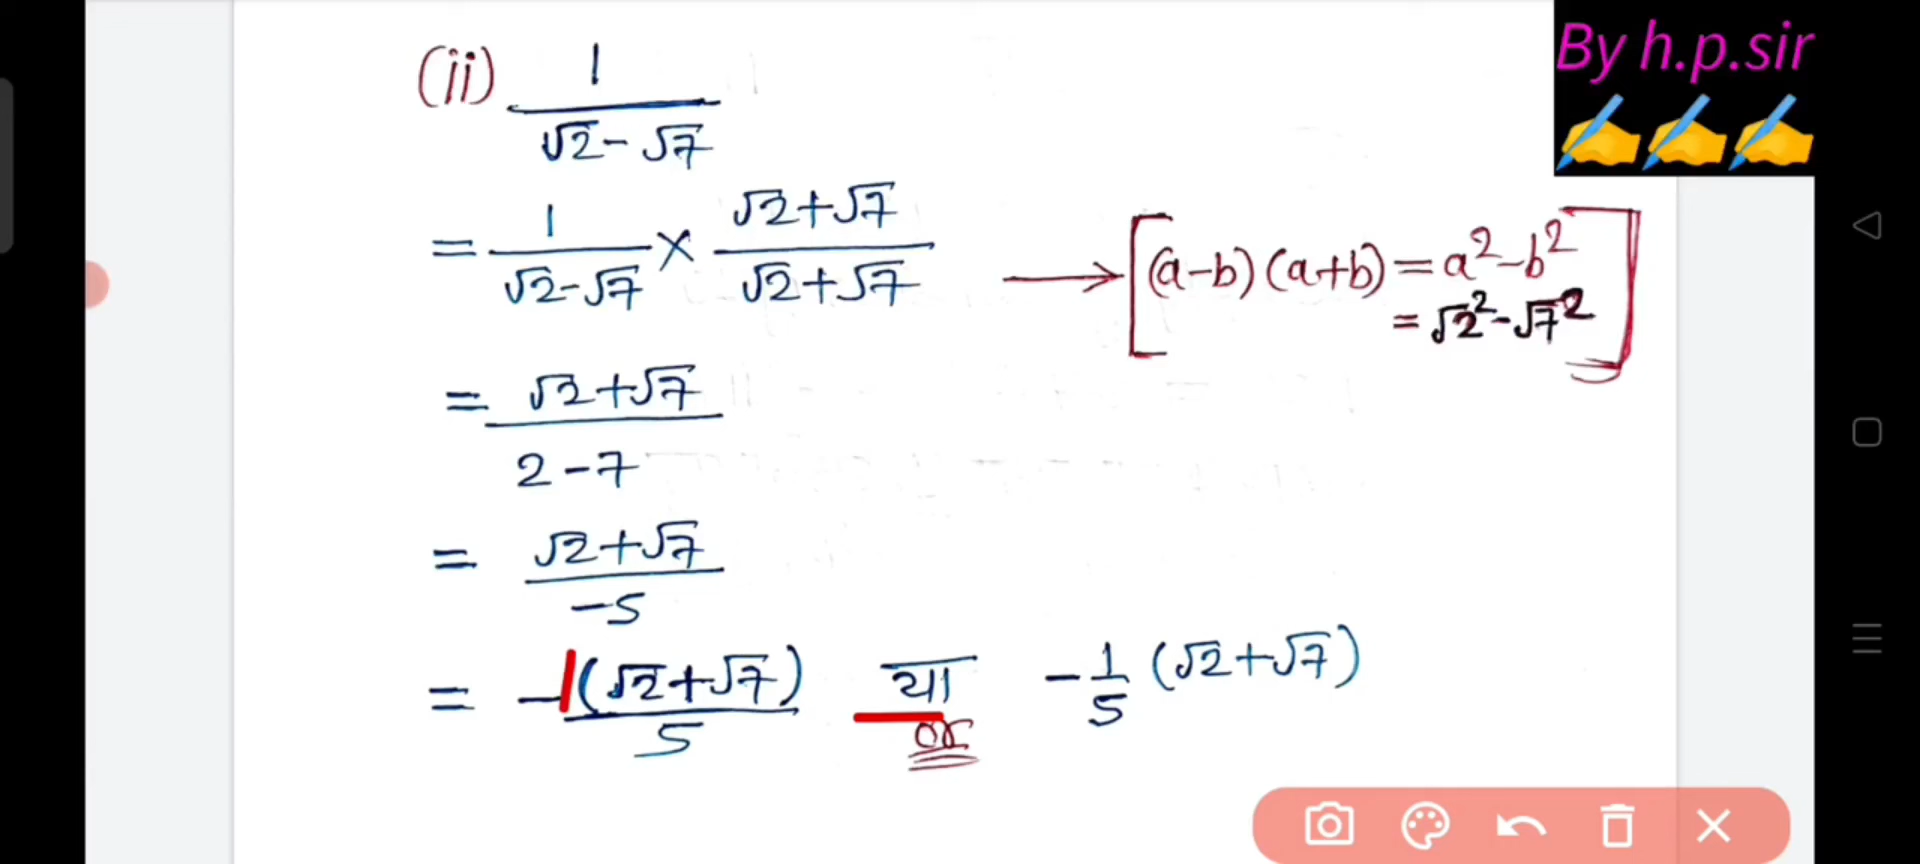 By h.p.sir
(ii) 1/(√2-√7)
= 1/(√2-√7) × (√2+√7)/(√2+√7) → [(a-b)(a+b) = a²-b²
= √2²-√7²]
= (√2+√7)/(2-7)
= (√2+√7)/-5
= -1(√2+√7)/5 या -1/5 (√2+√7)
or